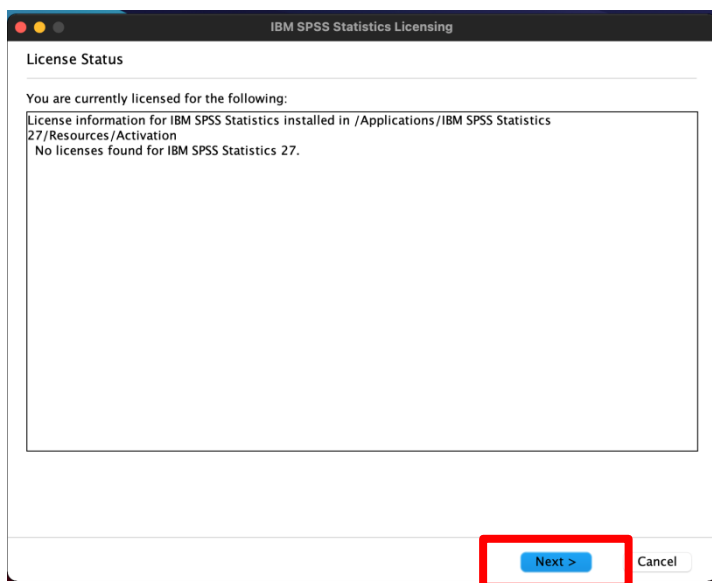 IBM SPSS Statistics Licensing
License Status
You are currently licensed for the following:
License information for IBM SPSS Statistics installed in /Applications/IBM SPSS Statistics
27/Resources/Activation
No licenses found for IBM SPSS Statistics 27.
Next >
Cancel